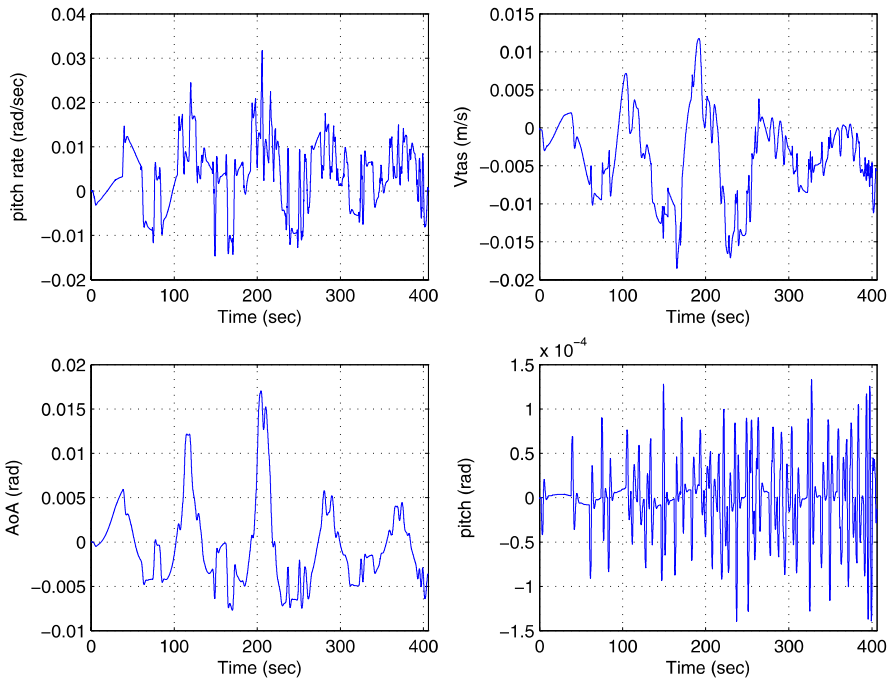 0.04
0.03
0.02
0.01
0
−0.01
−0.02
pitch rate (rad/sec)
0 100 200 300 400
Time (sec)
0.015
0.01
0.005
0
−0.005
−0.01
−0.015
−0.02
Vtas (m/s)
0 100 200 300 400
Time (sec)
0.02
0.015
0.01
0.005
0
−0.005
−0.01
AoA (rad)
0 100 200 300 400
Time (sec)
x 10−4
1.5
1
0.5
0
−0.5
−1
−1.5
pitch (rad)
0 100 200 300 400
Time (sec)